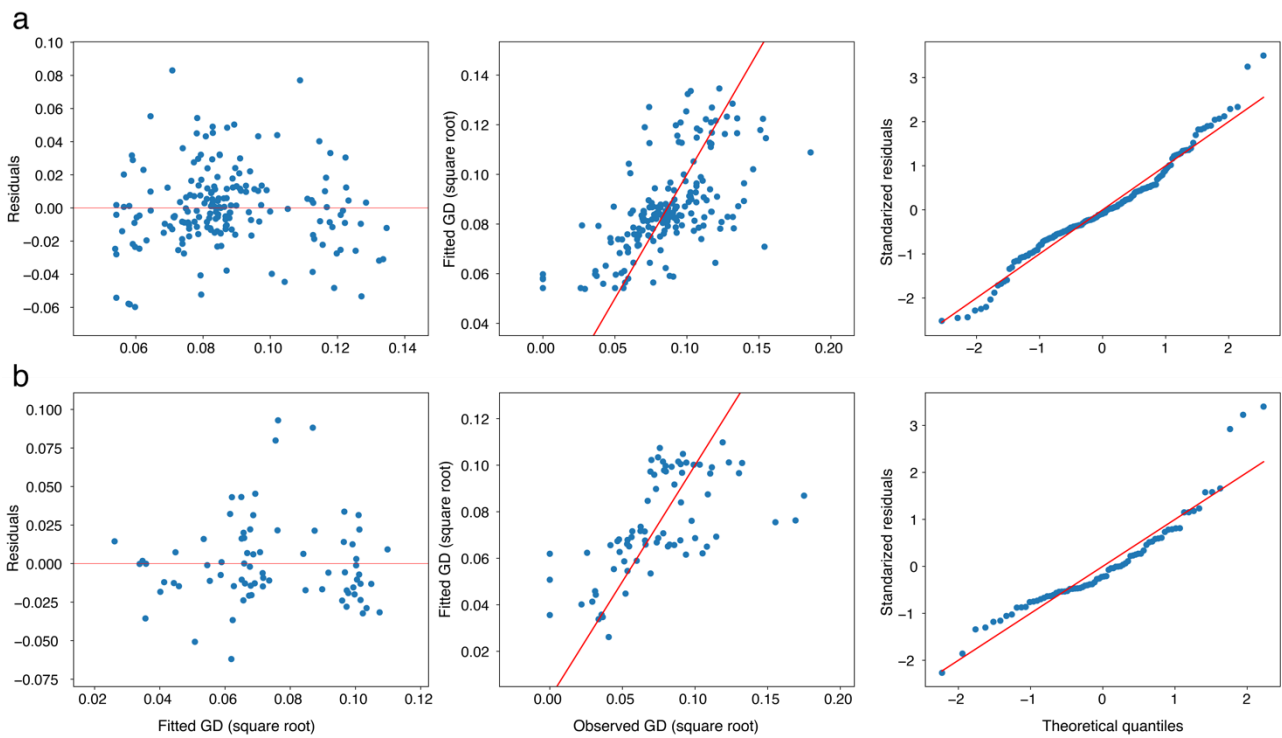 a
0.10
0.08
0.06
0.04
0.02
0.00
−0.02
−0.04
−0.06
Residuals
0.06 0.08 0.10 0.12 0.14
0.14
0.12
0.10
0.08
0.06
0.04
Fitted GD (square root)
0.00 0.05 0.10 0.15 0.20
3
2
1
0
−1
−2
Standarized residuals
−2 −1 0 1 2
b
0.100
0.075
0.050
0.025
0.000
−0.025
−0.050
−0.075
Residuals
0.02 0.04 0.06 0.08 0.10 0.12
Fitted GD (square root)
0.12
0.10
0.08
0.06
0.04
0.02
Fitted GD (square root)
0.00 0.05 0.10 0.15 0.20
Observed GD (square root)
3
2
1
0
−1
−2
Standarized residuals
−2 −1 0 1 2
Theoretical quantiles